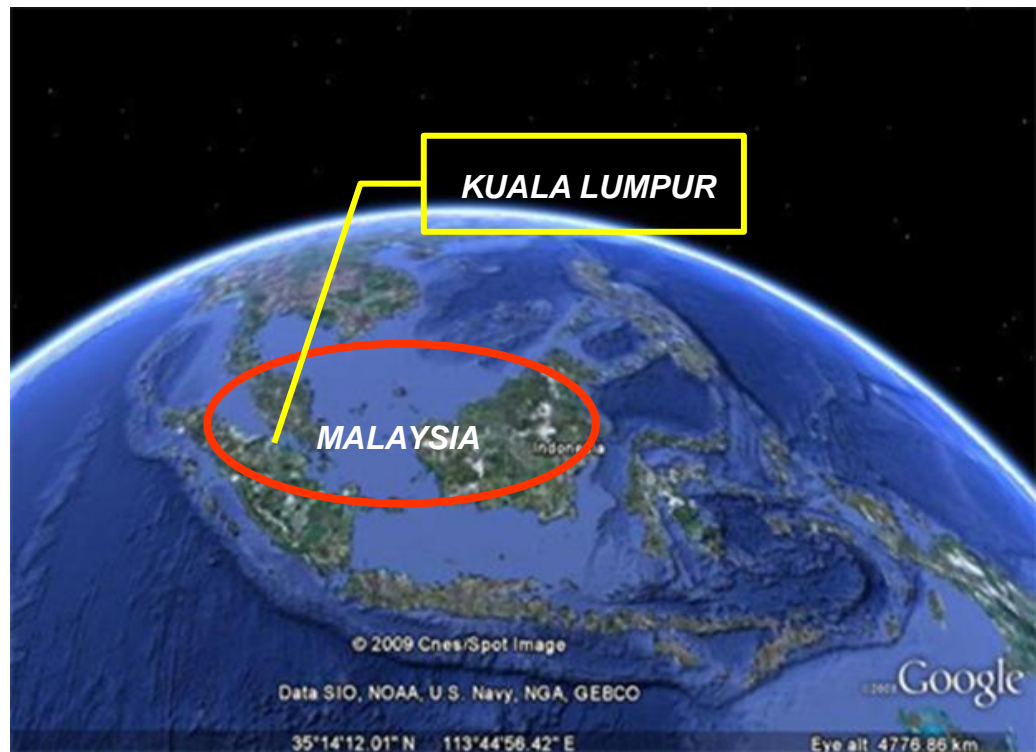 KUALA LUMPUR
MALAYSIA
Indonesia
© 2009 Cnes/Spot Image
Data SIO, NOAA, U.S. Navy, NGA, GEBCO
©2009 Google
35°14'12.01" N 113°44'56.42" E Eye alt 4776.86 km